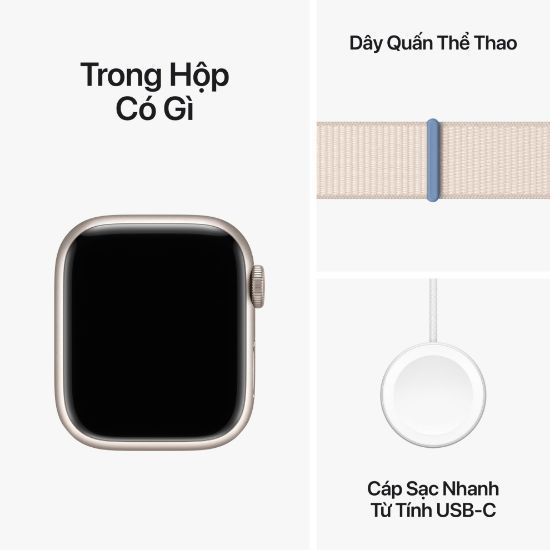 Trong Hộp
Có Gì
Dây Quấn Thể Thao
Cáp Sạc Nhanh
Từ Tính USB-C